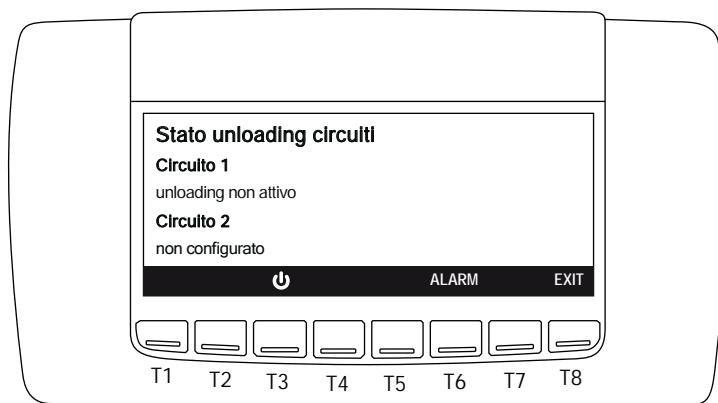 Stato unloading circuiti
Circuito 1
unloading non attivo
Circuito 2
non configurato
ALARM EXIT
T1 T2 T3 T4 T5 T6 T7 T8